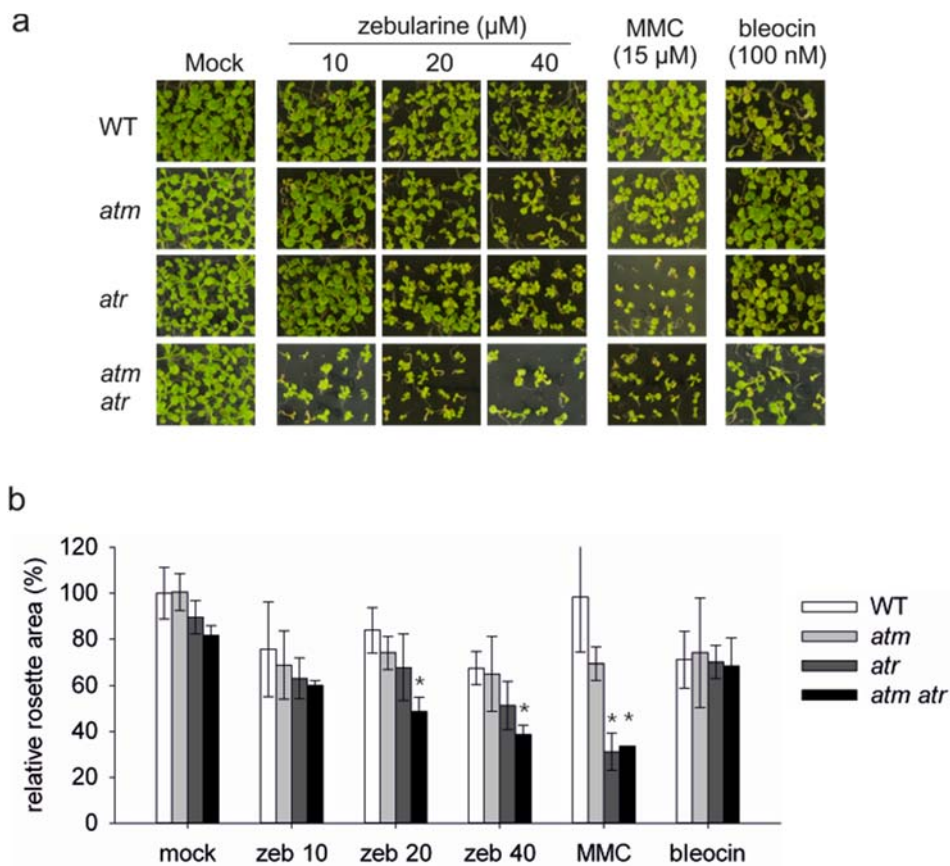 a
zebularine (µM)
MMC
bleocin
Mock
10
20
40
(15 µM)
(100 nM)
WT
atm
atr
atm
atr
b
relative rosette area (%)
120
100
80
60
40
20
0
* * * *
WT
atm
atr
atm atr
mock zeb 10 zeb 20 zeb 40 MMC bleocin